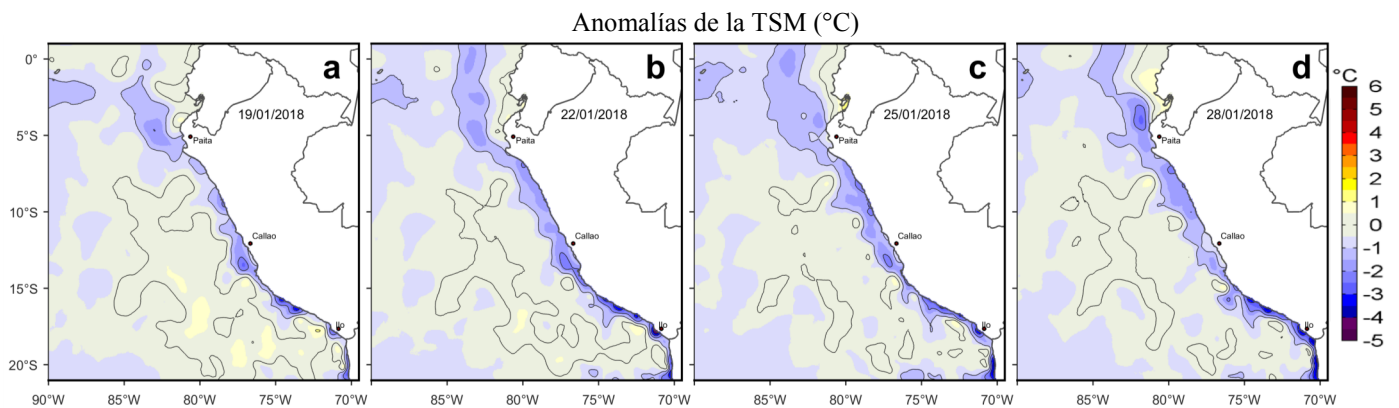 Anomalías de la TSM (°C)
a
b
c
d
0°
5°S
10°S
15°S
20°S
19/01/2018
22/01/2018
25/01/2018
28/01/2018
Paita
Callao
Ilo
Paita
Callao
Ilo
Paita
Callao
Ilo
Paita
Callao
Ilo
90°W 85°W 80°W 75°W 70°W
85°W 80°W 75°W 70°W
85°W 80°W 75°W 70°W
85°W 80°W 75°W 70°W
°C
6
5
4
3
2
1
0
-1
-2
-3
-4
-5